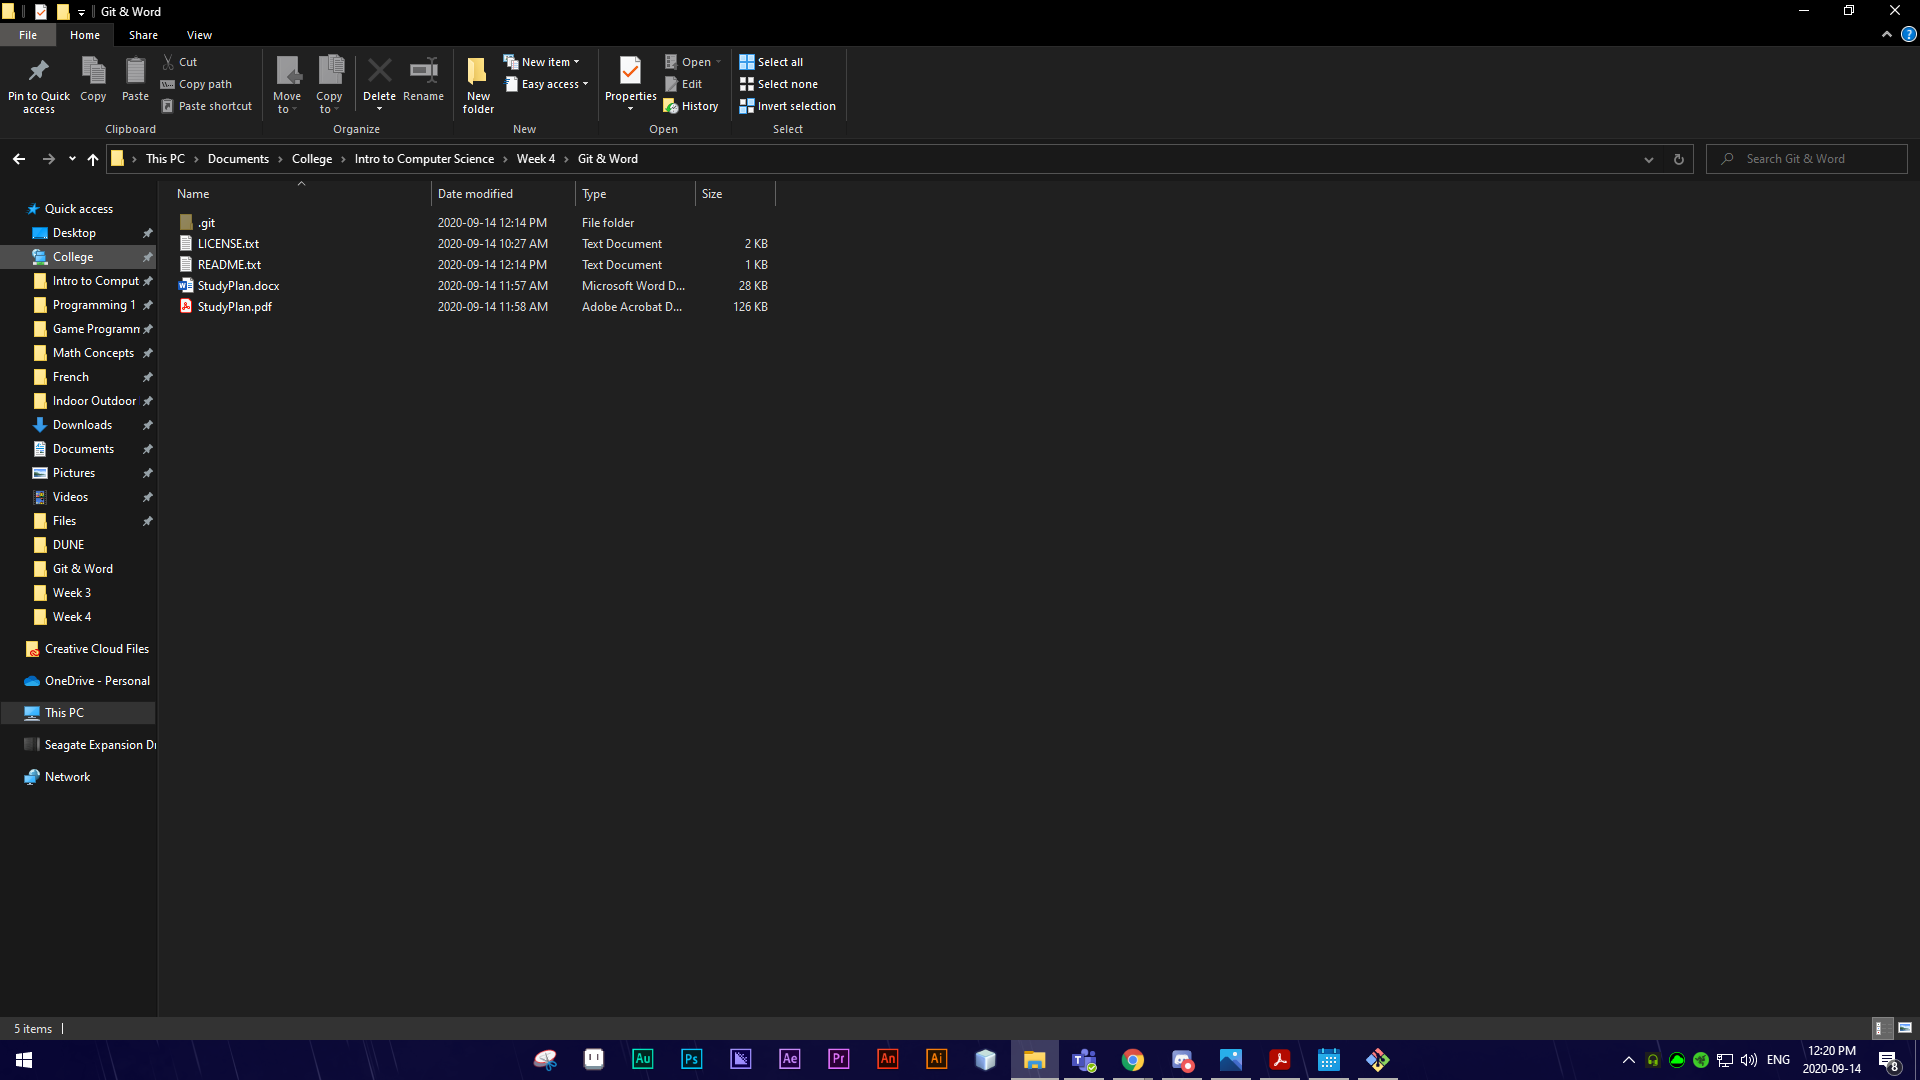 Git & Word
File Home Share View
Pin to Quick access
Copy
Paste
Cut
Copy path
Paste shortcut
Clipboard
Move to
Copy to
Delete
Rename
Organize
New folder
New item
Easy access
New
Properties
Open
Edit
History
Open
Select all
Select none
Invert selection
Select
This PC > Documents > College > Intro to Computer Science > Week 4 > Git & Word
Search Git & Word
Name Date modified Type Size
.git 2020-09-14 12:14 PM File folder
LICENSE.txt 2020-09-14 10:27 AM Text Document 2 KB
README.txt 2020-09-14 12:14 PM Text Document 1 KB
StudyPlan.docx 2020-09-14 11:57 AM Microsoft Word D... 28 KB
StudyPlan.pdf 2020-09-14 11:58 AM Adobe Acrobat D... 126 KB
Quick access
Desktop
College
Intro to Comput
Programming 1
Game Programm
Math Concepts
French
Indoor Outdoor
Downloads
Documents
Pictures
Videos
Files
DUNE
Git & Word
Week 3
Week 4
Creative Cloud Files
OneDrive - Personal
This PC
Seagate Expansion Dr
Network
5 items
Au Ps Ae Pr An Ai
ENG
12:20 PM
2020-09-14
8